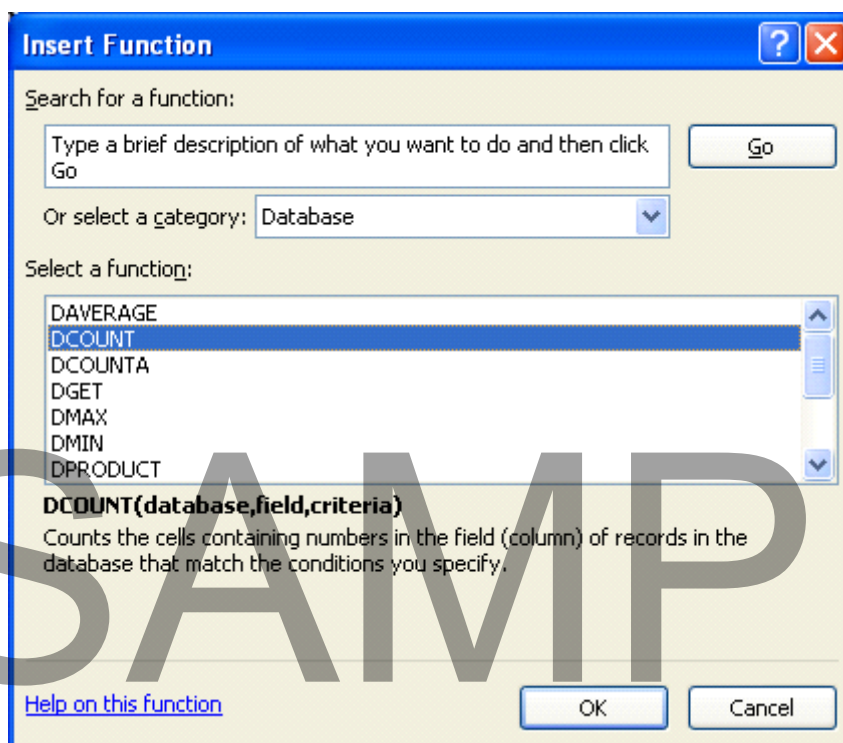 Insert Function
Search for a function:
Type a brief description of what you want to do and then click
Go
Go
Or select a category: Database
Select a function:
DAVERAGE
DCOUNT
DCOUNTA
DGET
DMAX
DMIN
DPRODUCT
DCOUNT(database,field,criteria)
Counts the cells containing numbers in the field (column) of records in the
database that match the conditions you specify.
SAMP
Help on this function
OK
Cancel